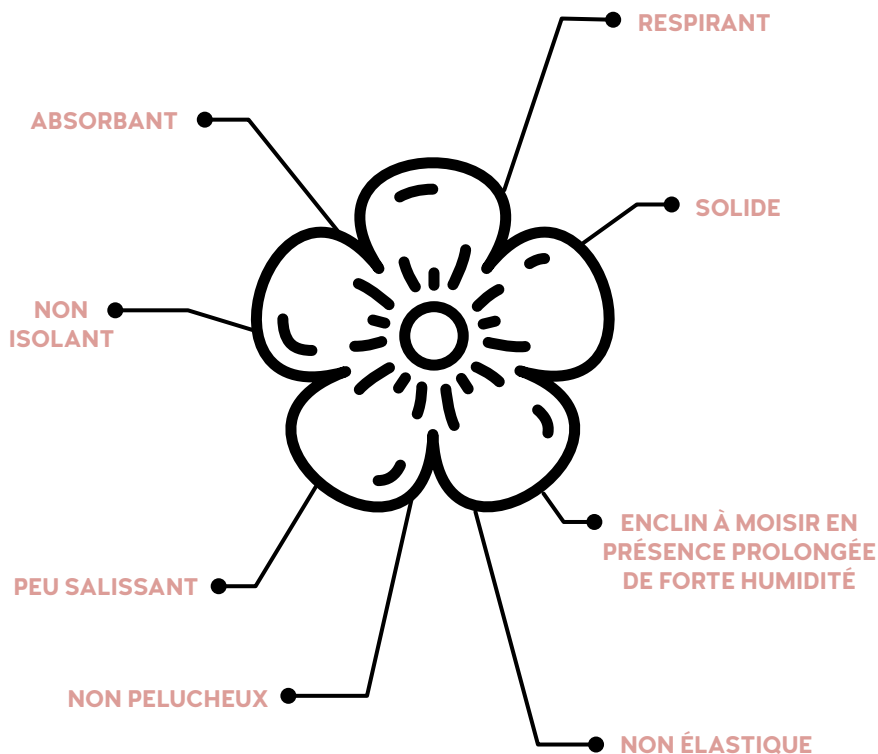 RESPIRANT
ABSORBANT
SOLIDE
NON
ISOLANT
ENCLIN À MOISIR EN
PRÉSENCE PROLONGÉE
DE FORTE HUMIDITÉ
PEU SALISSANT
NON PELUCHEUX
NON ÉLASTIQUE